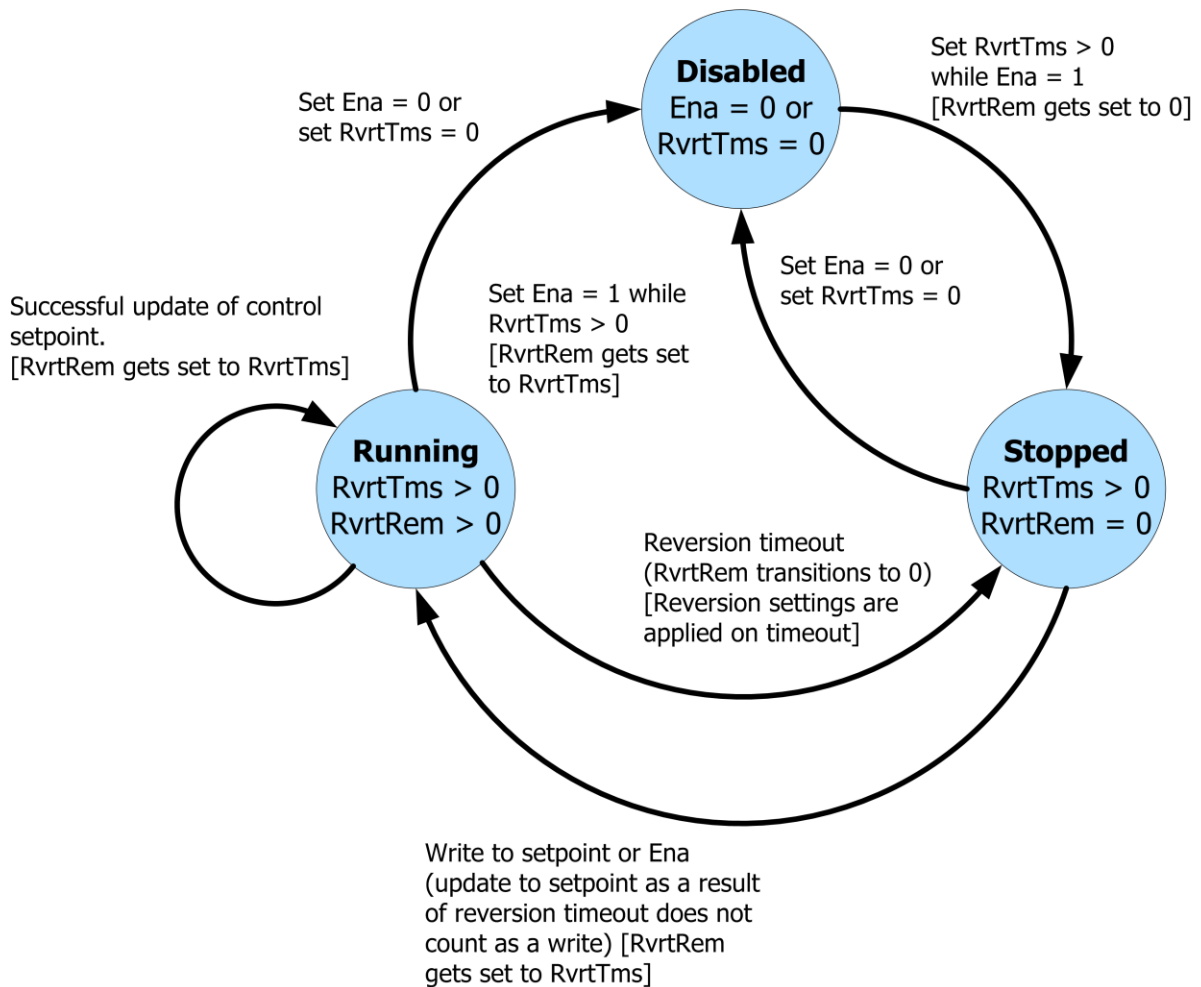 Disabled
Ena = 0 or
RvrtTms = 0
Set RvrtTms > 0
while Ena = 1
[RvrtRem gets set to 0]
Set Ena = 0 or
set RvrtTms = 0
Set Ena = 0 or
set RvrtTms = 0
Set Ena = 1 while
RvrtTms > 0
[RvrtRem gets set
to RvrtTms]
Successful update of control
setpoint.
[RvrtRem gets set to RvrtTms]
Running
RvrtTms > 0
RvrtRem > 0
Stopped
RvrtTms > 0
RvrtRem = 0
Reversion timeout
(RvrtRem transitions to 0)
[Reversion settings are
applied on timeout]
Write to setpoint or Ena
(update to setpoint as a result
of reversion timeout does not
count as a write) [RvrtRem
gets set to RvrtTms]